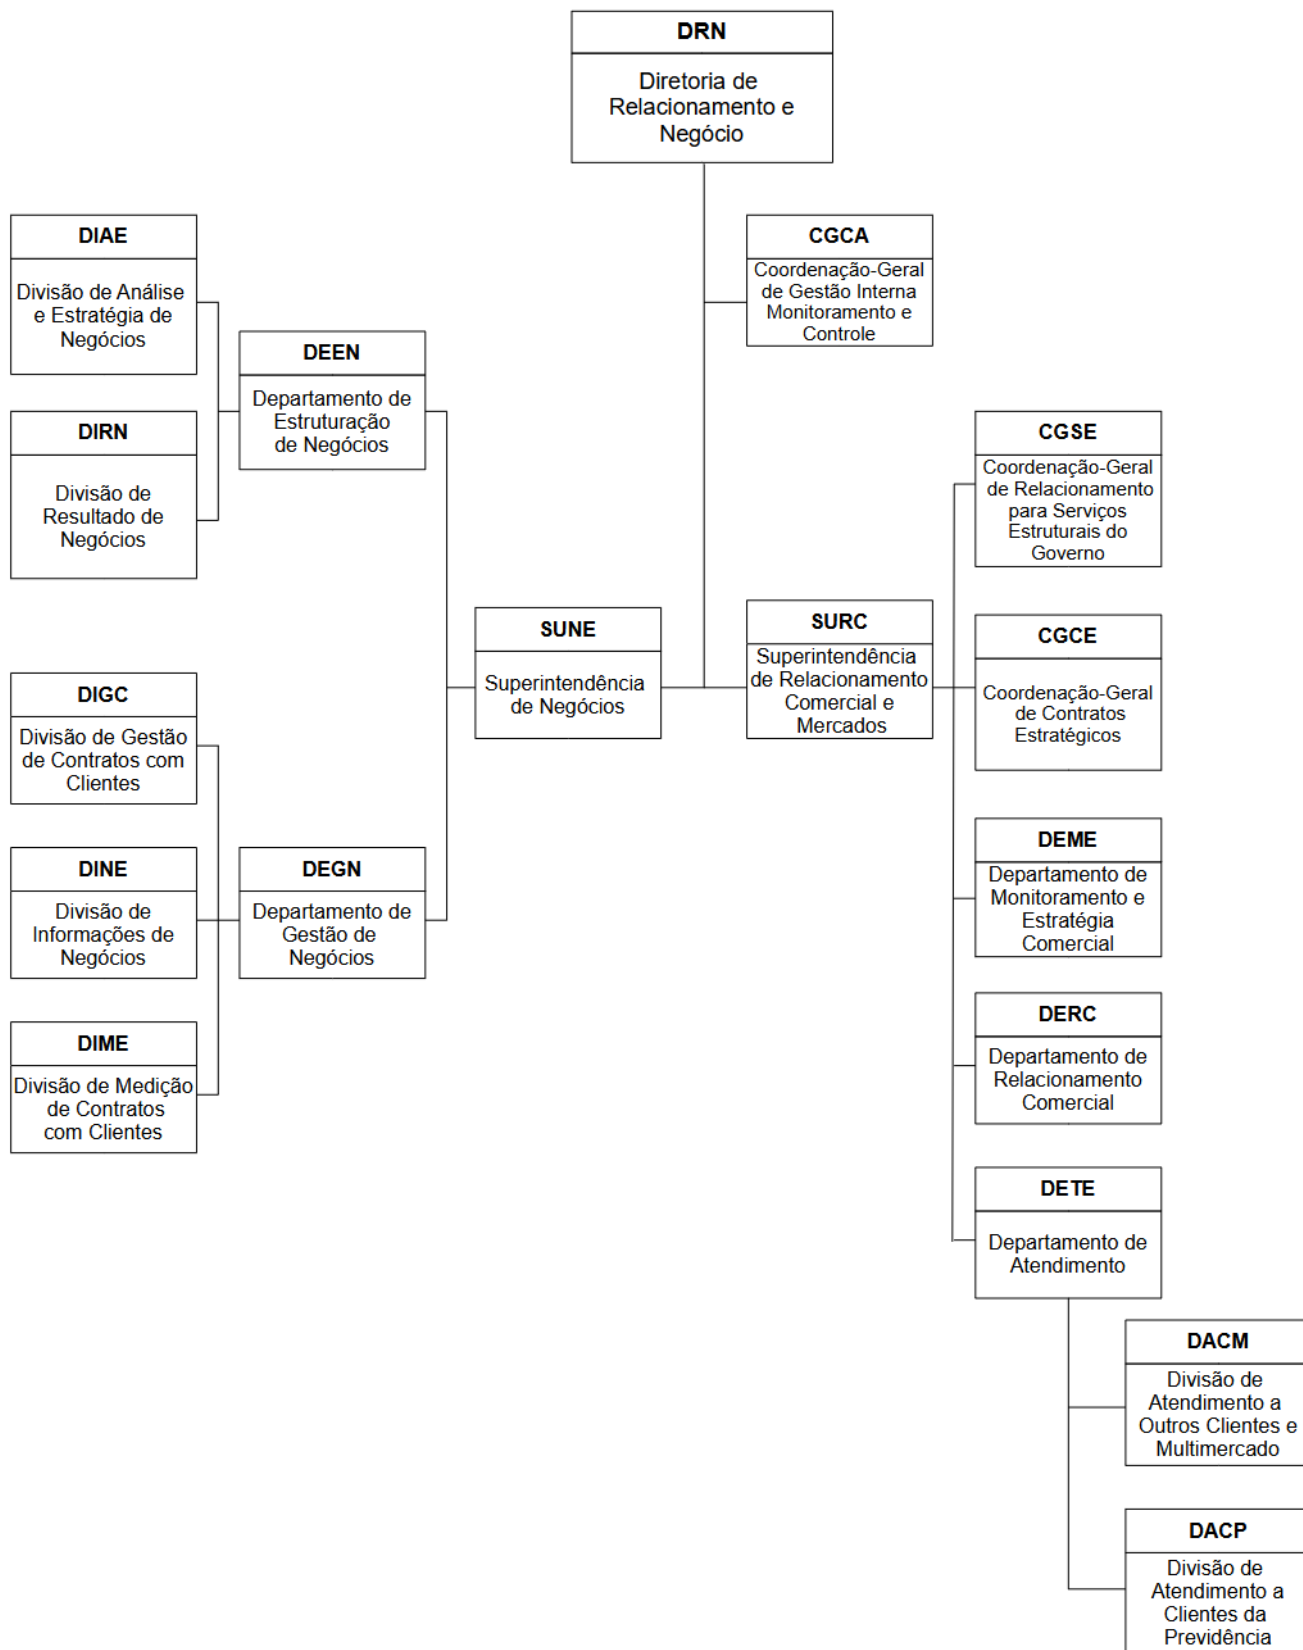 DRN
Diretoria de
Relacionamento e
Negócio
DIAE
Divisão de Análise
e Estratégia de
Negócios
CGCA
Coordenação-Geral
de Gestão Interna
Monitoramento e
Controle
DEEN
Departamento de
Estruturação
de Negócios
DIRN
Divisão de
Resultado de
Negócios
CGSE
Coordenação-Geral
de Relacionamento
para Serviços
Estruturais do
Governo
SUNE
Superintendência
de Negócios
SURC
Superintendência
de Relacionamento
Comercial e
Mercados
CGCE
Coordenação-Geral
de Contratos
Estratégicos
DIGC
Divisão de Gestão
de Contratos com
Clientes
DINE
Divisão de
Informações de
Negócios
DEGN
Departamento de
Gestão de
Negócios
DEME
Departamento de
Monitoramento e
Estratégia
Comercial
DIME
Divisão de Medição
de Contratos
com Clientes
DERC
Departamento de
Relacionamento
Comercial
DETE
Departamento de
Atendimento
DACM
Divisão de
Atendimento a
Outros Clientes e
Multimercado
DACP
Divisão de
Atendimento a
Clientes da
Previdência